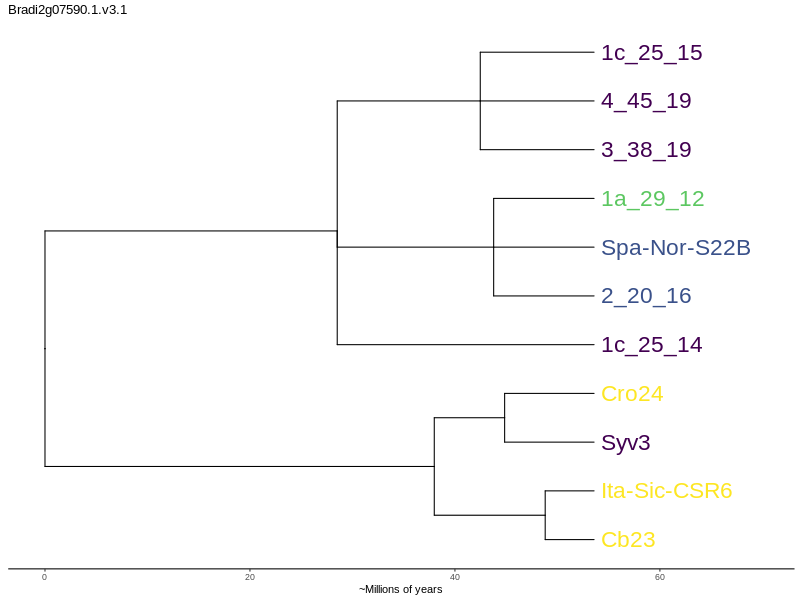 Bradi2g07590.1.v3.1
1c_25_15
4_45_19
3_38_19
1a_29_12
Spa-Nor-S22B
2_20_16
1c_25_14
Cro24
Syv3
Ita-Sic-CSR6
Cb23
0 20 40 60
~Millions of years